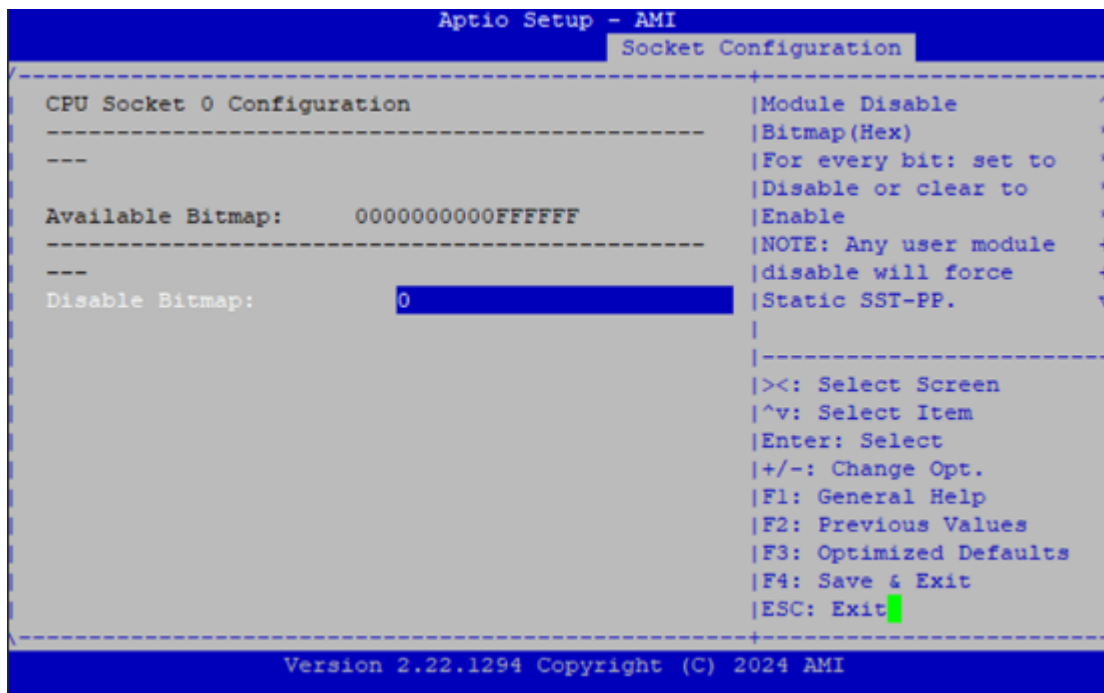 Aptio Setup - AMI
Socket Configuration
CPU Socket 0 Configuration
Available Bitmap: 0000000000FFFFFF
Disable Bitmap: 0
Module Disable
Bitmap(Hex)
For every bit: set to
Disable or clear to
Enable
NOTE: Any user module
disable will force
Static SST-PP.
><: Select Screen
^v: Select Item
Enter: Select
+/-: Change Opt.
F1: General Help
F2: Previous Values
F3: Optimized Defaults
F4: Save & Exit
ESC: Exit
Version 2.22.1294 Copyright (C) 2024 AMI